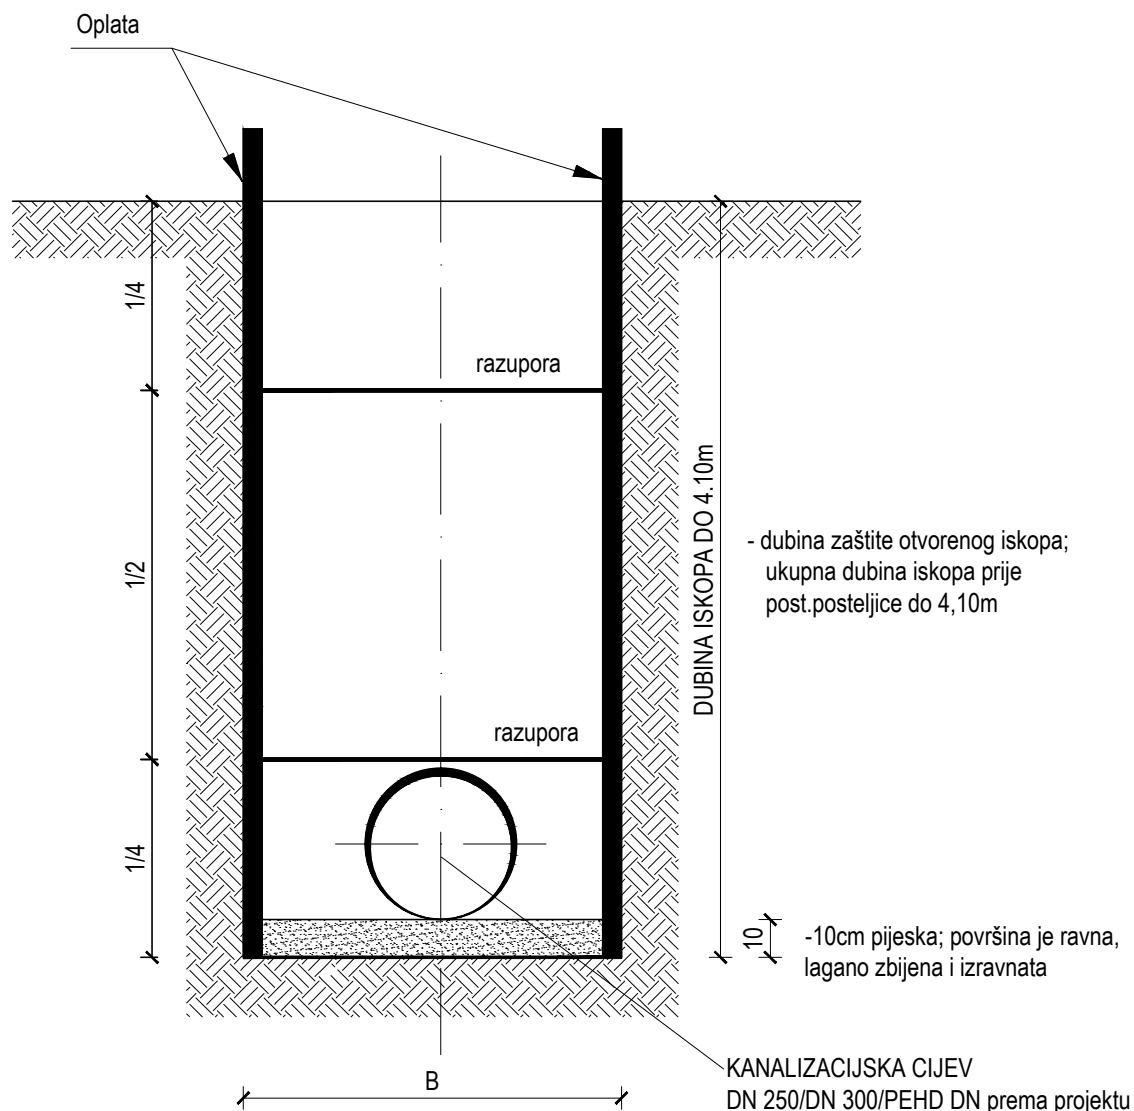 Oplata
1/4
razupora
1/2
DUBINA ISKOPA DO 4.10m
- dubina zaštite otvorenog iskopa;
ukupna dubina iskopa prije
post.posteljice do 4,10m
razupora
1/4
10
-10cm pijeska; površina je ravna,
lagano zbijena i izravnata
KANALIZACIJSKA CIJEV
DN 250/DN 300/PEHD DN prema projektu
B